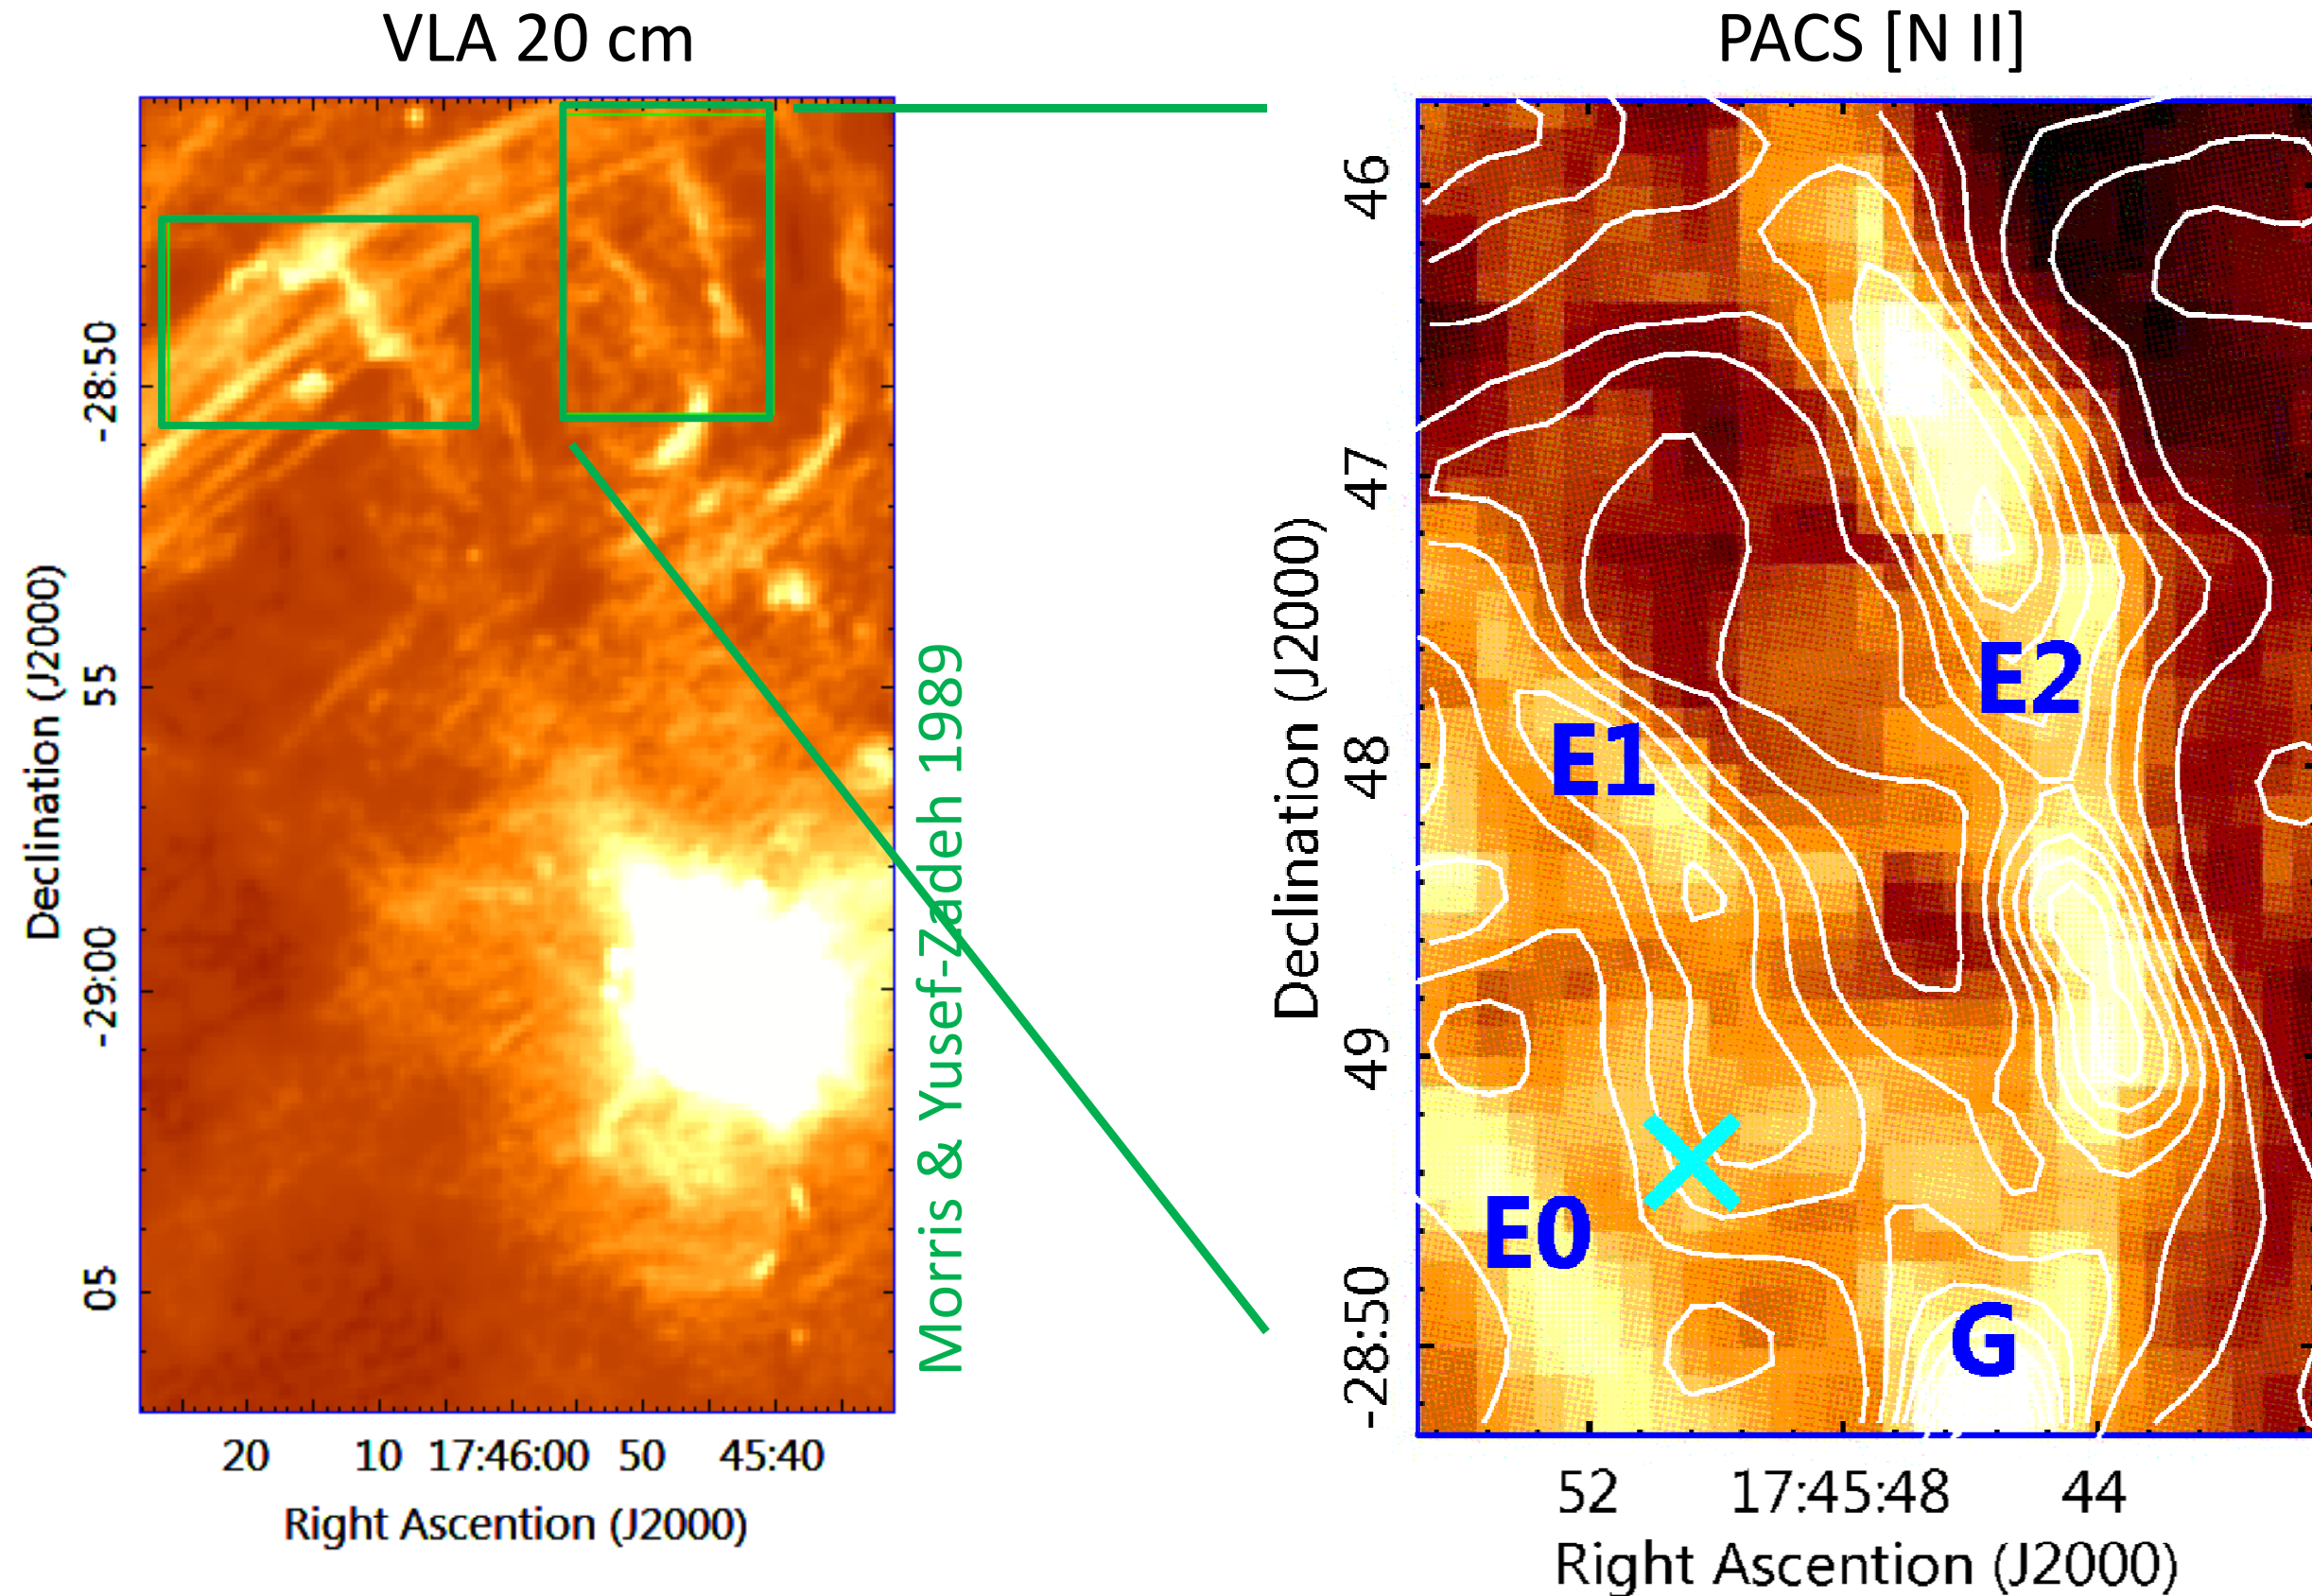 VLA 20 cm
PACS [N II]
Declination (J2000)
-28:50
55
-29:00
05
20 10 17:46:00 50 45:40
Right Ascention (J2000)
Morris & Yusef-Zadeh 1989
Declination (J2000)
46
47
48
49
-28:50
E2
E1
E0
G
52 17:45:48 44
Right Ascention (J2000)